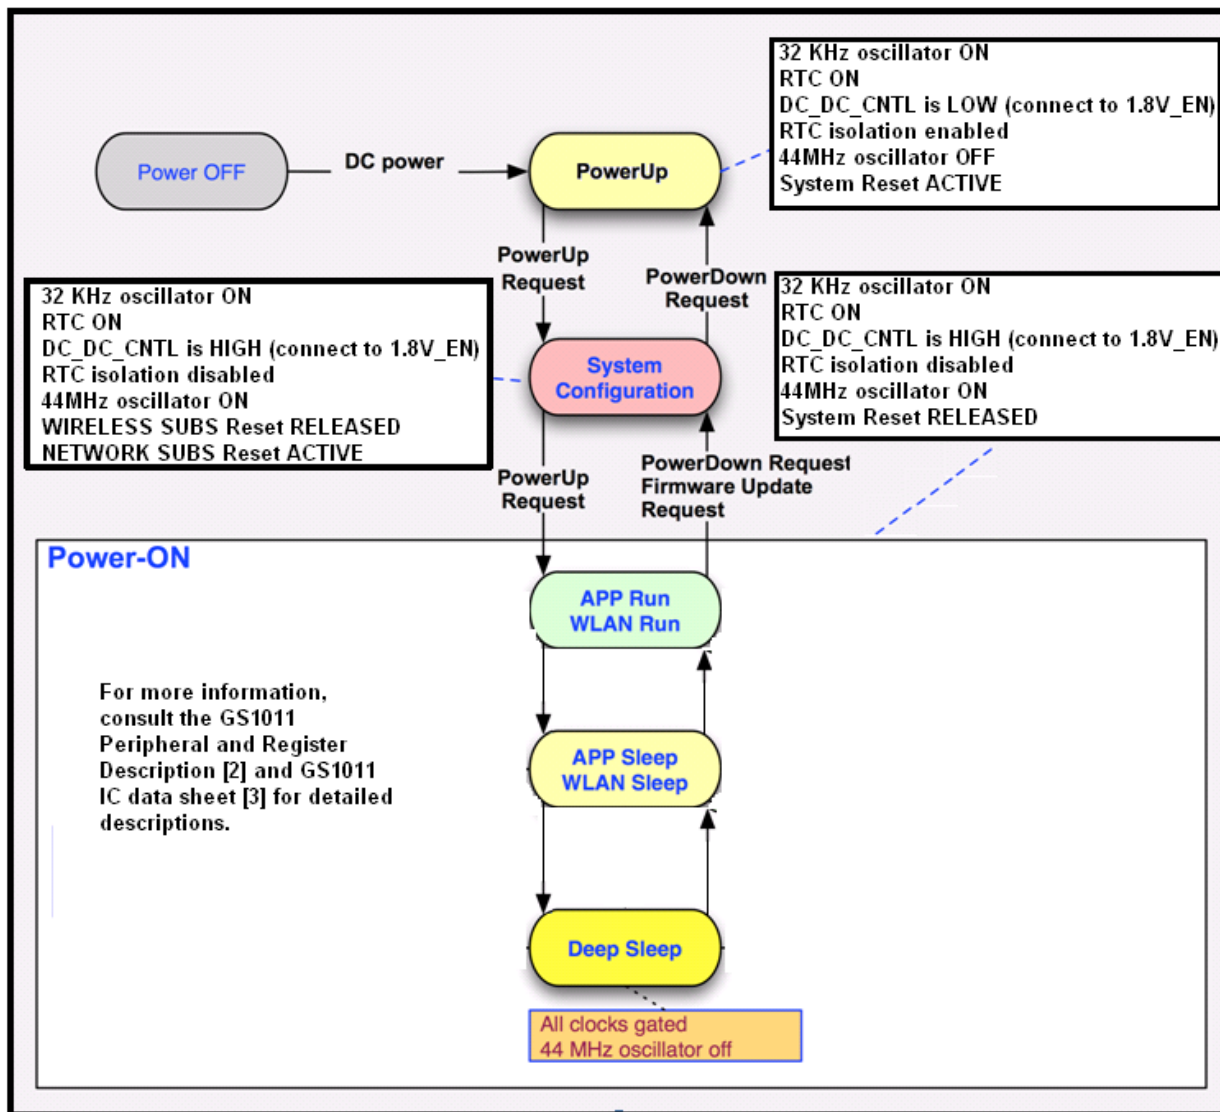 32 KHz oscillator ON
RTC ON
DC_DC_CNTL is LOW (connect to 1.8V_EN)
RTC isolation enabled
44MHz oscillator OFF
System Reset ACTIVE
Power OFF
DC power
PowerUp
PowerUp
Request
PowerDown
Request
32 KHz oscillator ON
RTC ON
DC_DC_CNTL is HIGH (connect to 1.8V_EN)
RTC isolation disabled
44MHz oscillator ON
WIRELESS SUBS Reset RELEASED
NETWORK SUBS Reset ACTIVE
System
Configuration
32 KHz oscillator ON
RTC ON
DC_DC_CNTL is HIGH (connect to 1.8V_EN)
RTC isolation disabled
44MHz oscillator ON
System Reset RELEASED
PowerUp
Request
PowerDown Request
Firmware Update
Request
Power-ON
APP Run
WLAN Run
For more information,
consult the GS1011
Peripheral and Register
Description [2] and GS1011
IC data sheet [3] for detailed
descriptions.
APP Sleep
WLAN Sleep
Deep Sleep
All clocks gated
44 MHz oscillator off